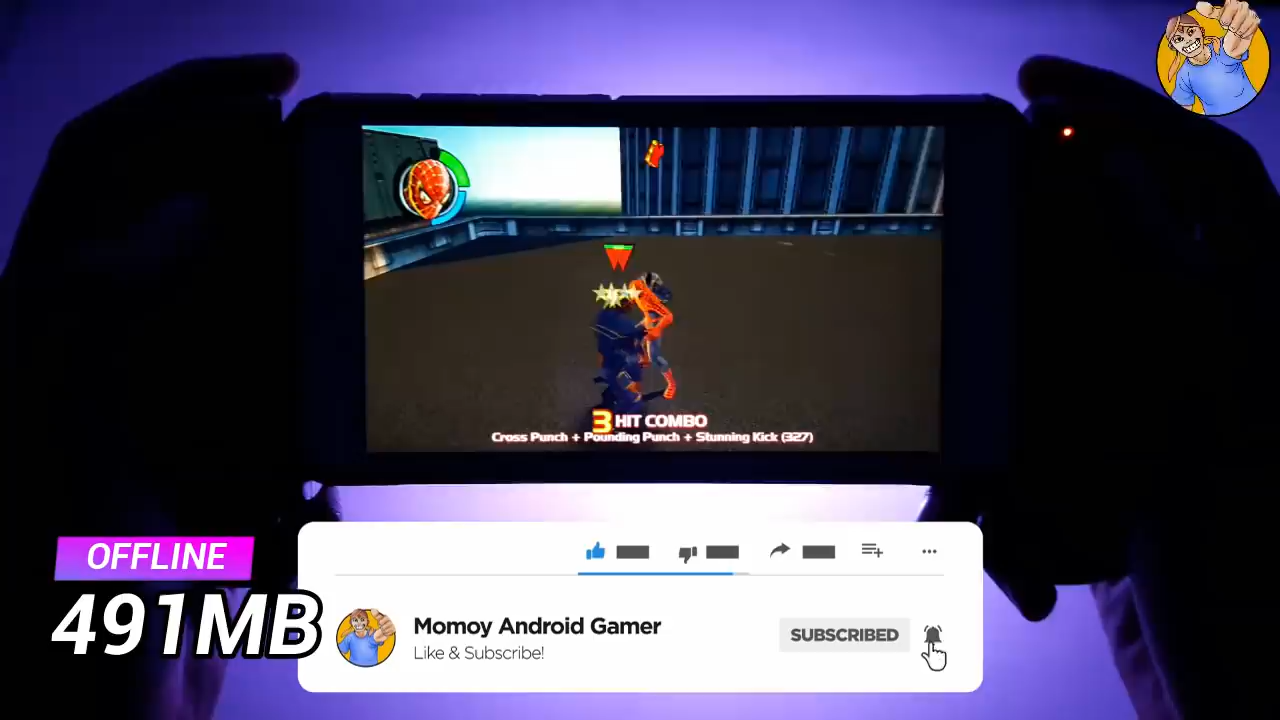 3 HIT COMBO
Cross Punch + Pounding Punch + Stunning Kick (327)
OFFLINE
491MB
Momoy Android Gamer
Like & Subscribe!
SUBSCRIBED